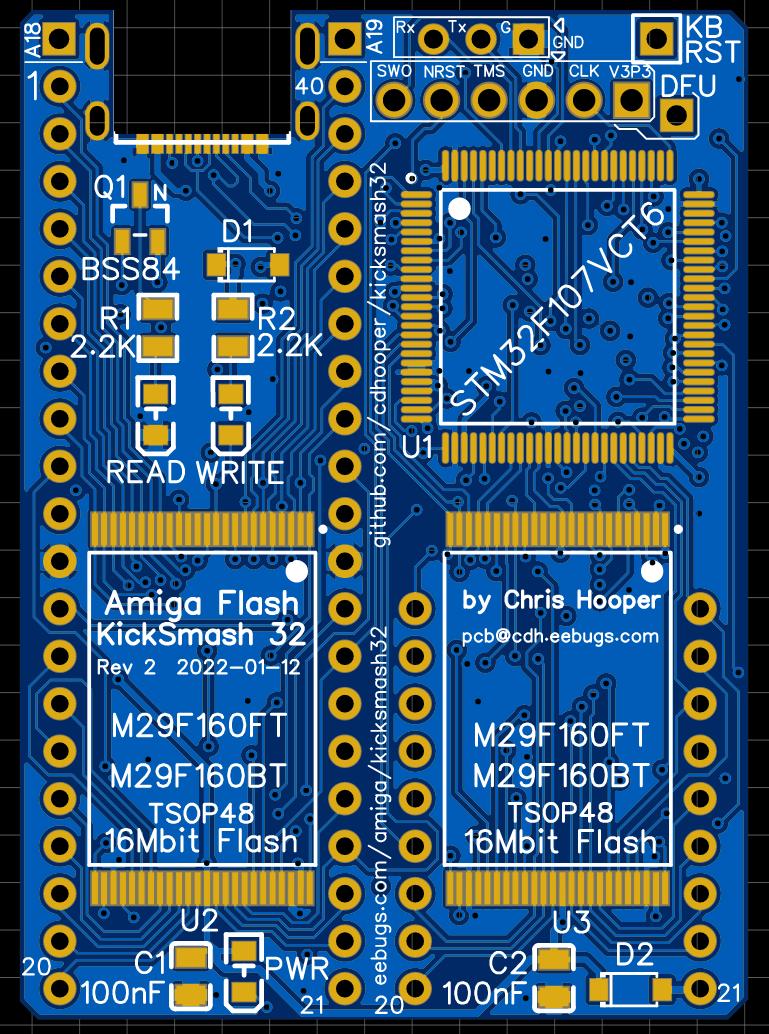 A18
A19
Rx
Tx
G
GND
KB
RST
SWO
NRST
TMS
GND
CLK
V3P3
DFU
1
40
Q1
N
BSS84
D1
R1
2.2K
R2
2.2K
READ
WRITE
github.com/cdhooper/kicksmash32
STM32F107VCT6
U1
Amiga Flash
KickSmash 32
Rev 2 2022-01-12
M29F160FT
M29F160BT
TSOP48
16Mbit Flash
by Chris Hooper
pcb@cdh.eebugs.com
M29F160FT
M29F160BT
TSOP48
16Mbit Flash
eebugs.com/amiga/kicksmash32
U2
C1
100nF
PWR
20
21
U3
C2
100nF
D2
20
21